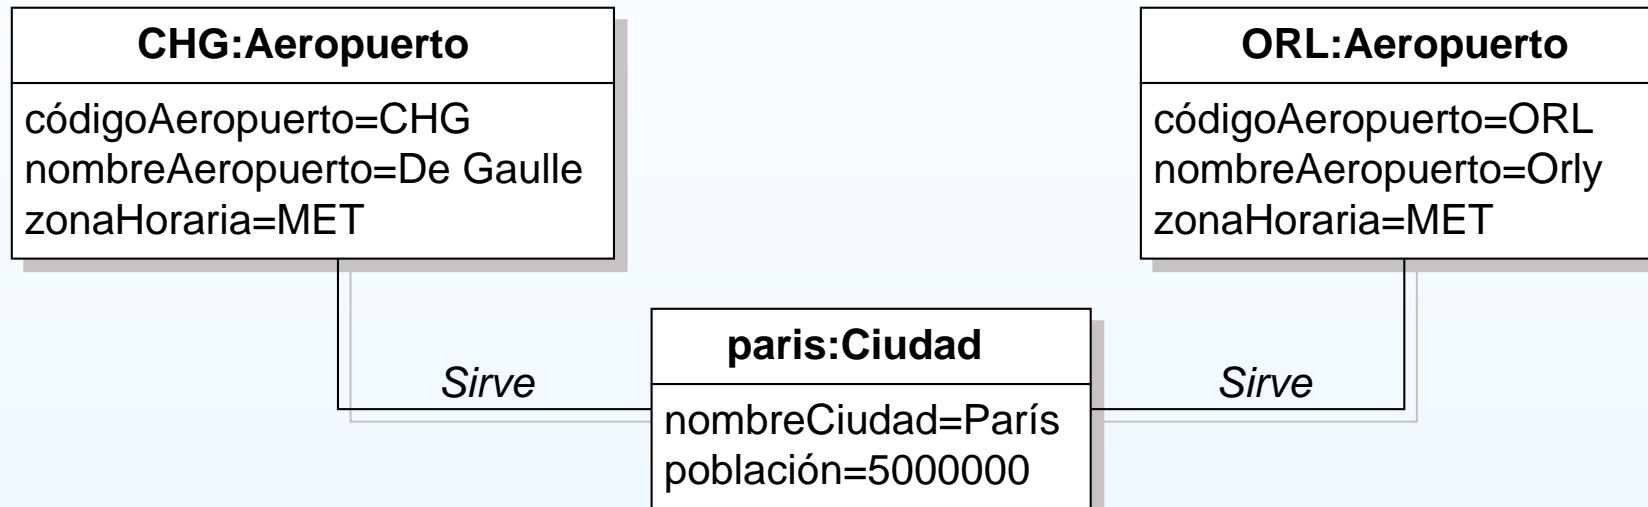 CHG:Aeropuerto
códigoAeropuerto=CHG
nombreAeropuerto=De Gaulle
zonaHoraria=MET
ORL:Aeropuerto
códigoAeropuerto=ORL
nombreAeropuerto=Orly
zonaHoraria=MET
Sirve
paris:Ciudad
nombreCiudad=París
población=5000000
Sirve